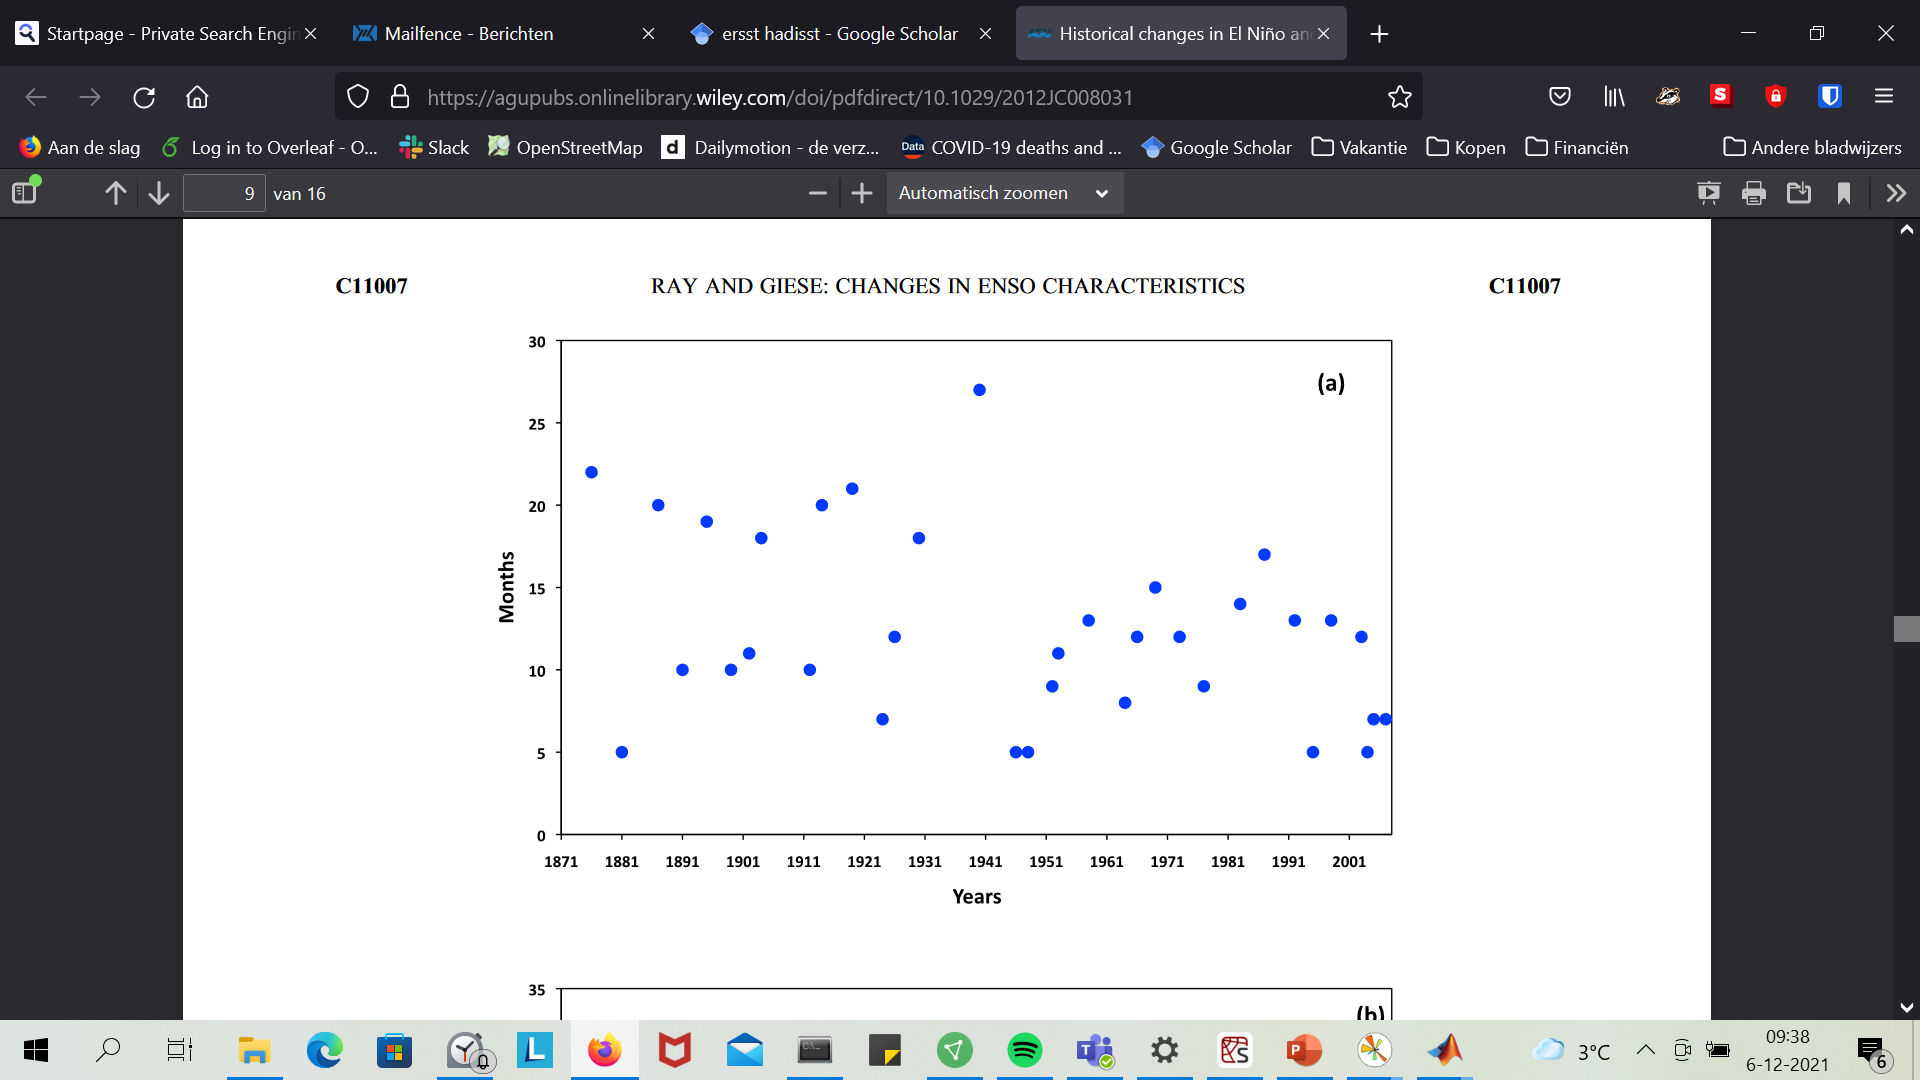 Startpage - Private Search Engin
Mailfence - Berichten
ersst hadisst - Google Scholar
Historical changes in El Niño an
https://agupubs.onlinelibrary.wiley.com/doi/pdfdirect/10.1029/2012JC008031
S
Aan de slag
Log in to Overleaf - O...
Slack
OpenStreetMap
d
Dailymotion - de verz...
Data
COVID-19 deaths and ...
Google Scholar
Vakantie
Kopen
Financiën
Andere bladwijzers
9
van 16
Automatisch zoomen
C11007
RAY AND GIESE: CHANGES IN ENSO CHARACTERISTICS
C11007
30
25
20
15
10
5
0
Months
(a)
1871
1881
1891
1901
1911
1921
1931
1941
1951
1961
1971
1981
1991
2001
Years
35
(b)
L
3°C
09:38
6-12-2021
6